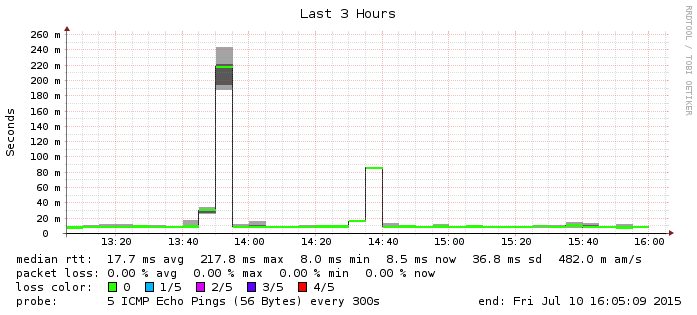 Last 3 Hours
RRDTOOL / TOBI OETIKER
Seconds
260 m
240 m
220 m
200 m
180 m
160 m
140 m
120 m
100 m
80 m
60 m
40 m
20 m
0
13:20 13:40 14:00 14:20 14:40 15:00 15:20 15:40 16:00
median rtt: 17.7 ms avg 217.8 ms max 8.0 ms min 8.5 ms now 36.8 ms sd 482.0 m am/s
packet loss: 0.00 % avg 0.00 % max 0.00 % min 0.00 % now
loss color: 0 1/5 2/5 3/5 4/5
probe: 5 ICMP Echo Pings (56 Bytes) every 300s end: Fri Jul 10 16:05:09 2015